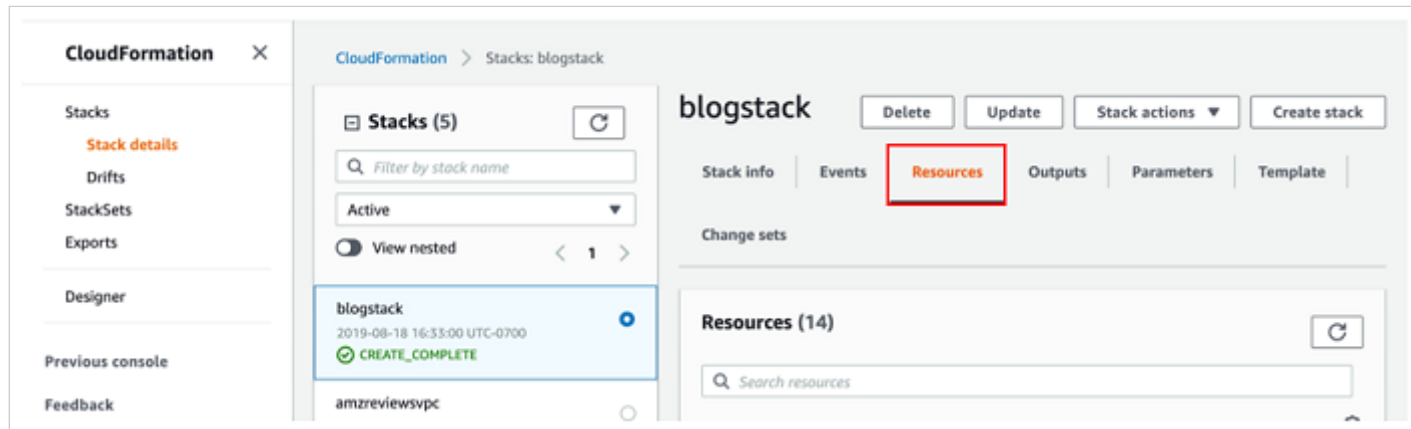 CloudFormation
Stacks
Stack details
Drifts
StackSets
Exports
Designer
Previous console
Feedback
CloudFormation > Stacks: blogstack
Stacks (5)
Filter by stack name
Active
View nested
< 1 >
blogstack
2019-08-18 16:33:00 UTC-0700
CREATE_COMPLETE
amzreviewsvpc
blogstack
Delete Update Stack actions Create stack
Stack info Events Resources Outputs Parameters Template
Change sets
Resources (14)
Search resources